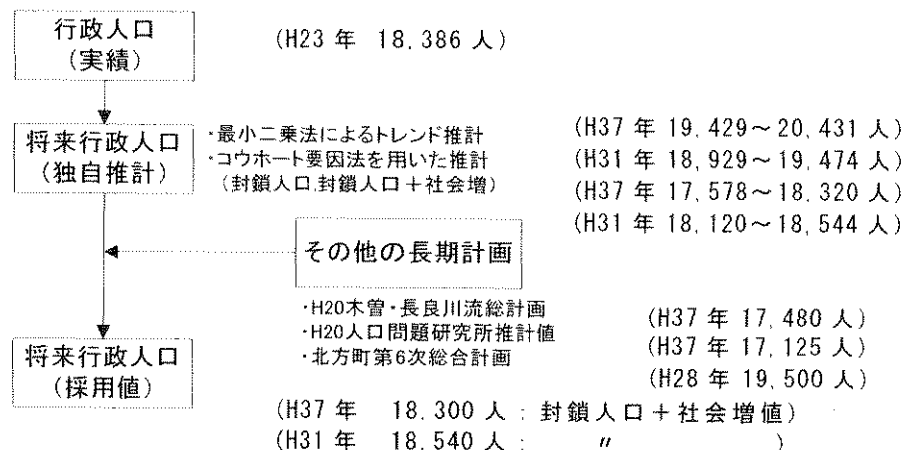 行政人口
(実績)
(H23 年 18,386 人)
将来行政人口
(独自推計)
・最小二乗法によるトレンド推計
・コウホート要因法を用いた推計
(封鎖人口,封鎖人口+社会増)
(H37 年 19,429～20,431 人)
(H31 年 18,929～19,474 人)
(H37 年 17,578～18,320 人)
(H31 年 18,120～18,544 人)
その他の長期計画
・H20木曽・長良川流総計画
・H20人口問題研究所推計値
・北方町第6次総合計画
(H37 年 17,480 人)
(H37 年 17,125 人)
(H28 年 19,500 人)
将来行政人口
(採用値)
(H37 年 18,300 人 : 封鎖人口+社会増値)
(H31 年 18,540 人 : 〃 )